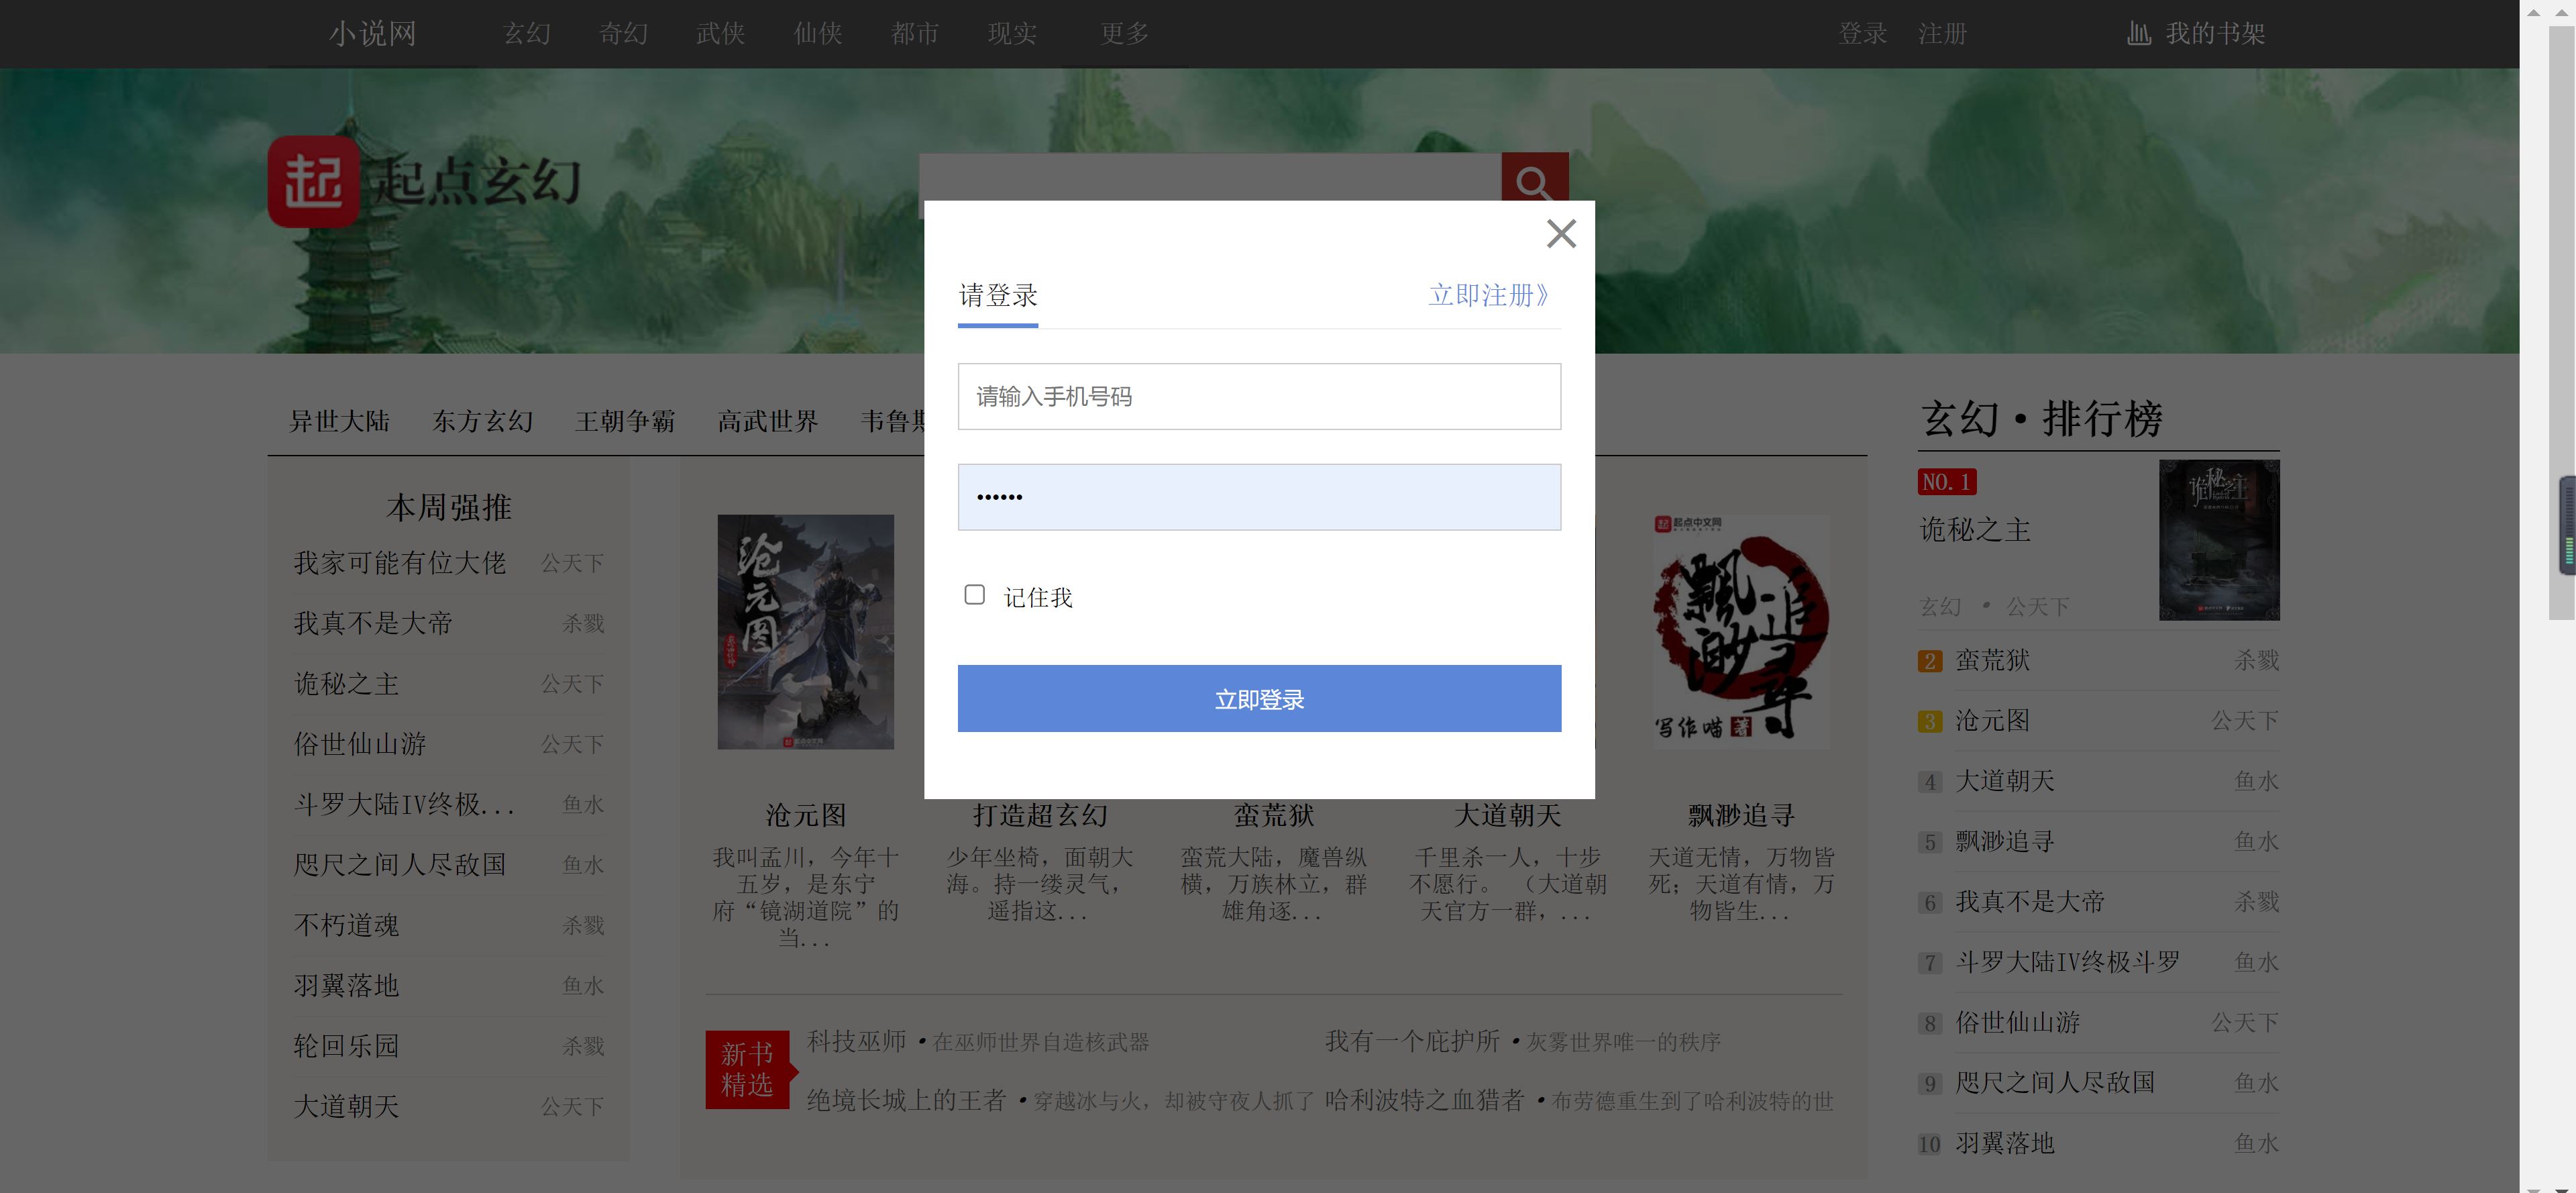 小说网 玄幻 奇幻 武侠 仙侠 都市 现实 更多 登录 注册 我的书架
起 起点玄幻
请登录 立即注册》
请输入手机号码
••••••
记住我
立即登录
异世大陆 东方玄幻 王朝争霸 高武世界 韦鲁
本周强推
我家可能有位大佬 公天下
我真不是大帝 杀戮
诡秘之主 公天下
俗世仙山游 公天下
斗罗大陆IV终极... 鱼水
咫尺之间人尽敌国 鱼水
不朽道魂 杀戮
羽翼落地 鱼水
轮回乐园 杀戮
大道朝天 公天下
沧元图
起点中文网
飘渺追寻
写作喵 著
沧元图
我叫孟川，今年十
五岁，是东宁
府“镜湖道院”的
当...
打造超玄幻
少年坐椅，面朝大
海。持一缕灵气，
遥指这...
蛮荒狱
蛮荒大陆，魔兽纵
横，万族林立，群
雄角逐...
大道朝天
千里杀一人，十步
不愿行。 （大道朝
天官方一群，...
飘渺追寻
天道无情，万物皆
死；天道有情，万
物皆生...
新书
精选
科技巫师 • 在巫师世界自造核武器
我有一个庇护所 • 灰雾世界唯一的秩序
绝境长城上的王者 • 穿越冰与火，却被守夜人抓了
哈利波特之血猎者 • 布劳德重生到了哈利波特的世
玄幻·排行榜
NO.1
诡秘之主
玄幻 • 公天下
诡秘之主
2 蛮荒狱 杀戮
3 沧元图 公天下
4 大道朝天 鱼水
5 飘渺追寻 鱼水
6 我真不是大帝 杀戮
7 斗罗大陆IV终极斗罗 鱼水
8 俗世仙山游 公天下
9 咫尺之间人尽敌国 鱼水
10 羽翼落地 鱼水